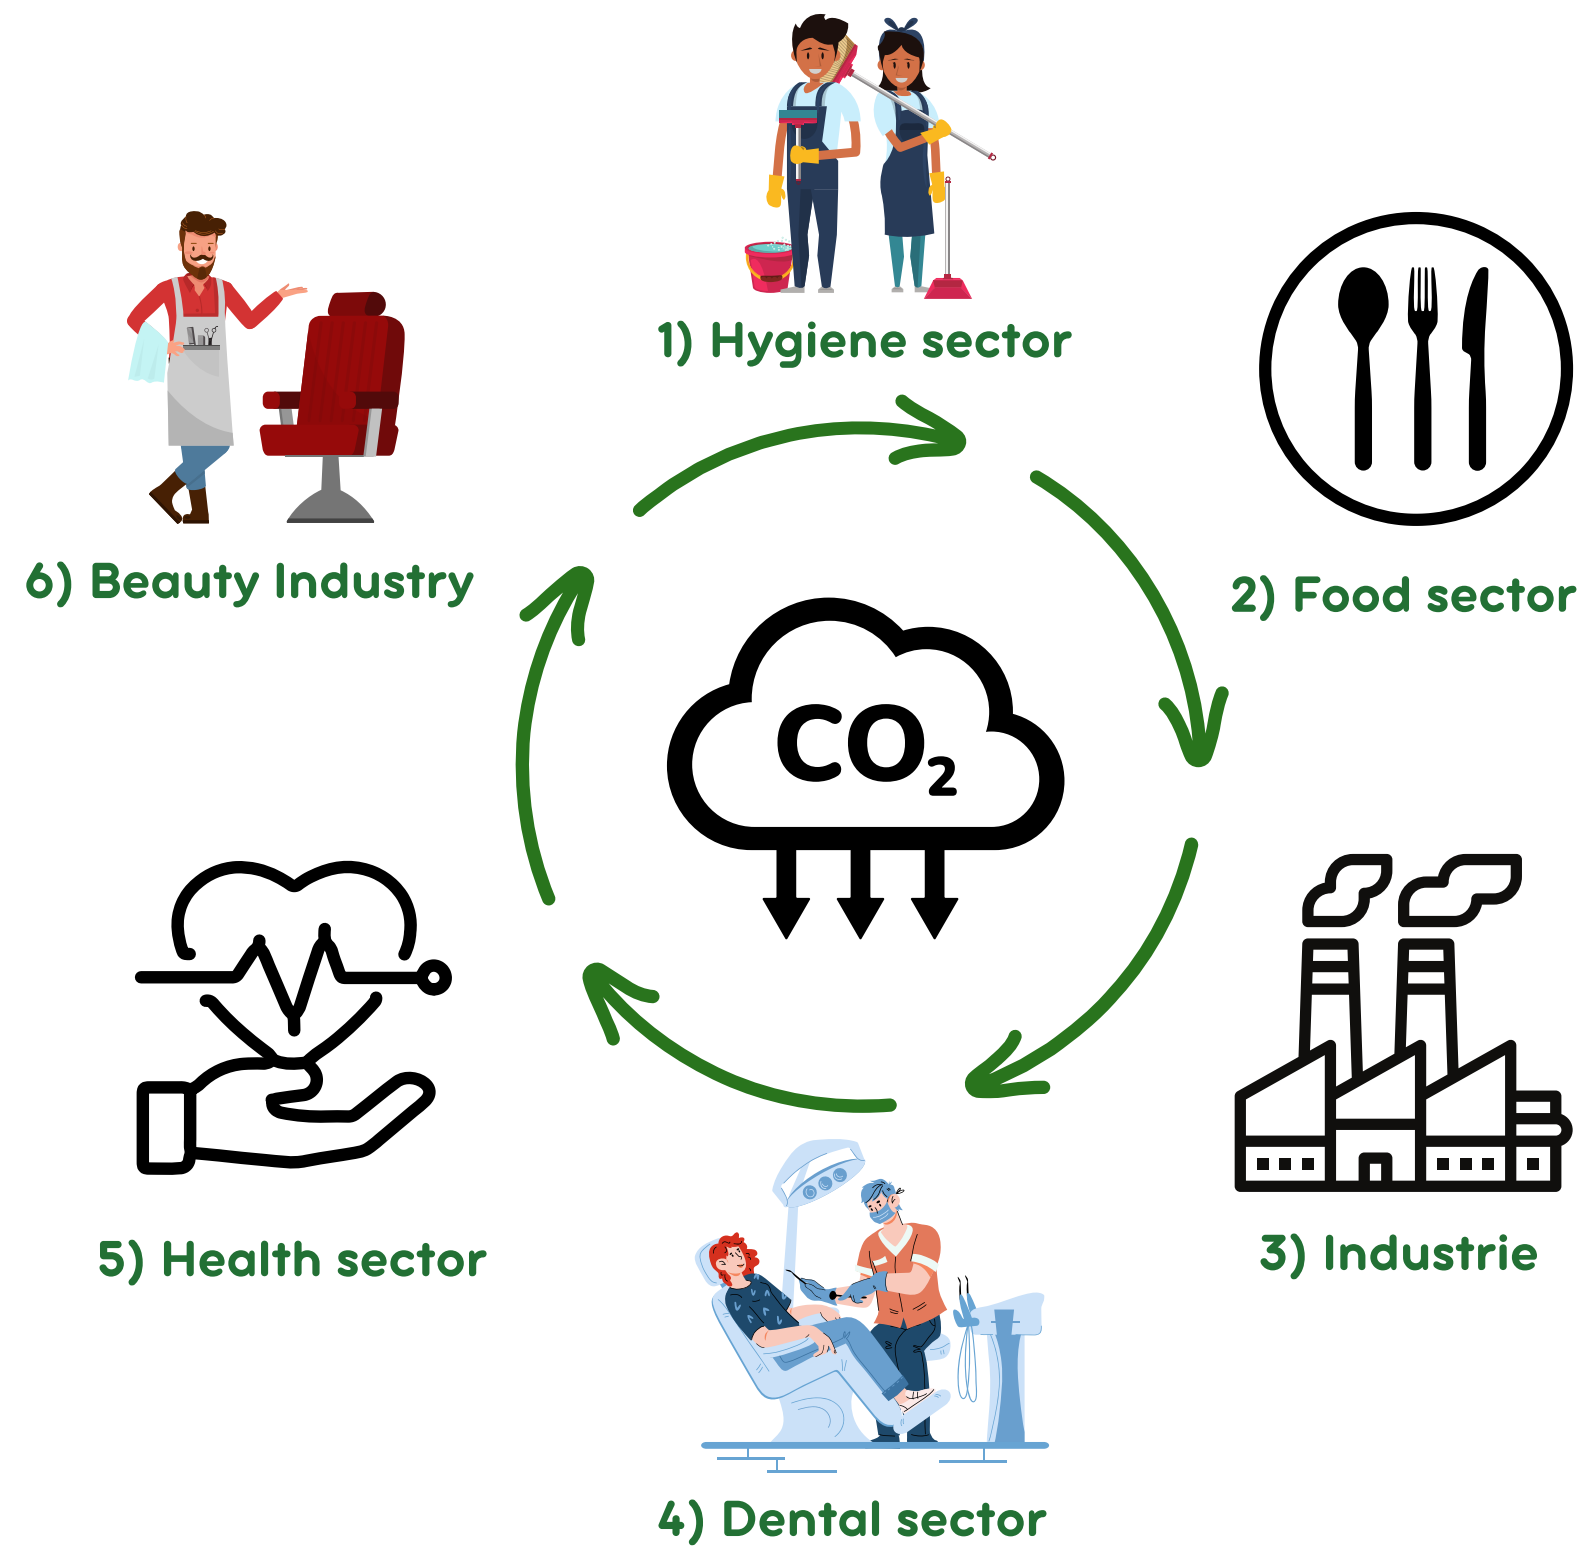 1) Hygiene sector
2) Food sector
3) Industrie
4) Dental sector
5) Health sector
6) Beauty Industry
CO₂